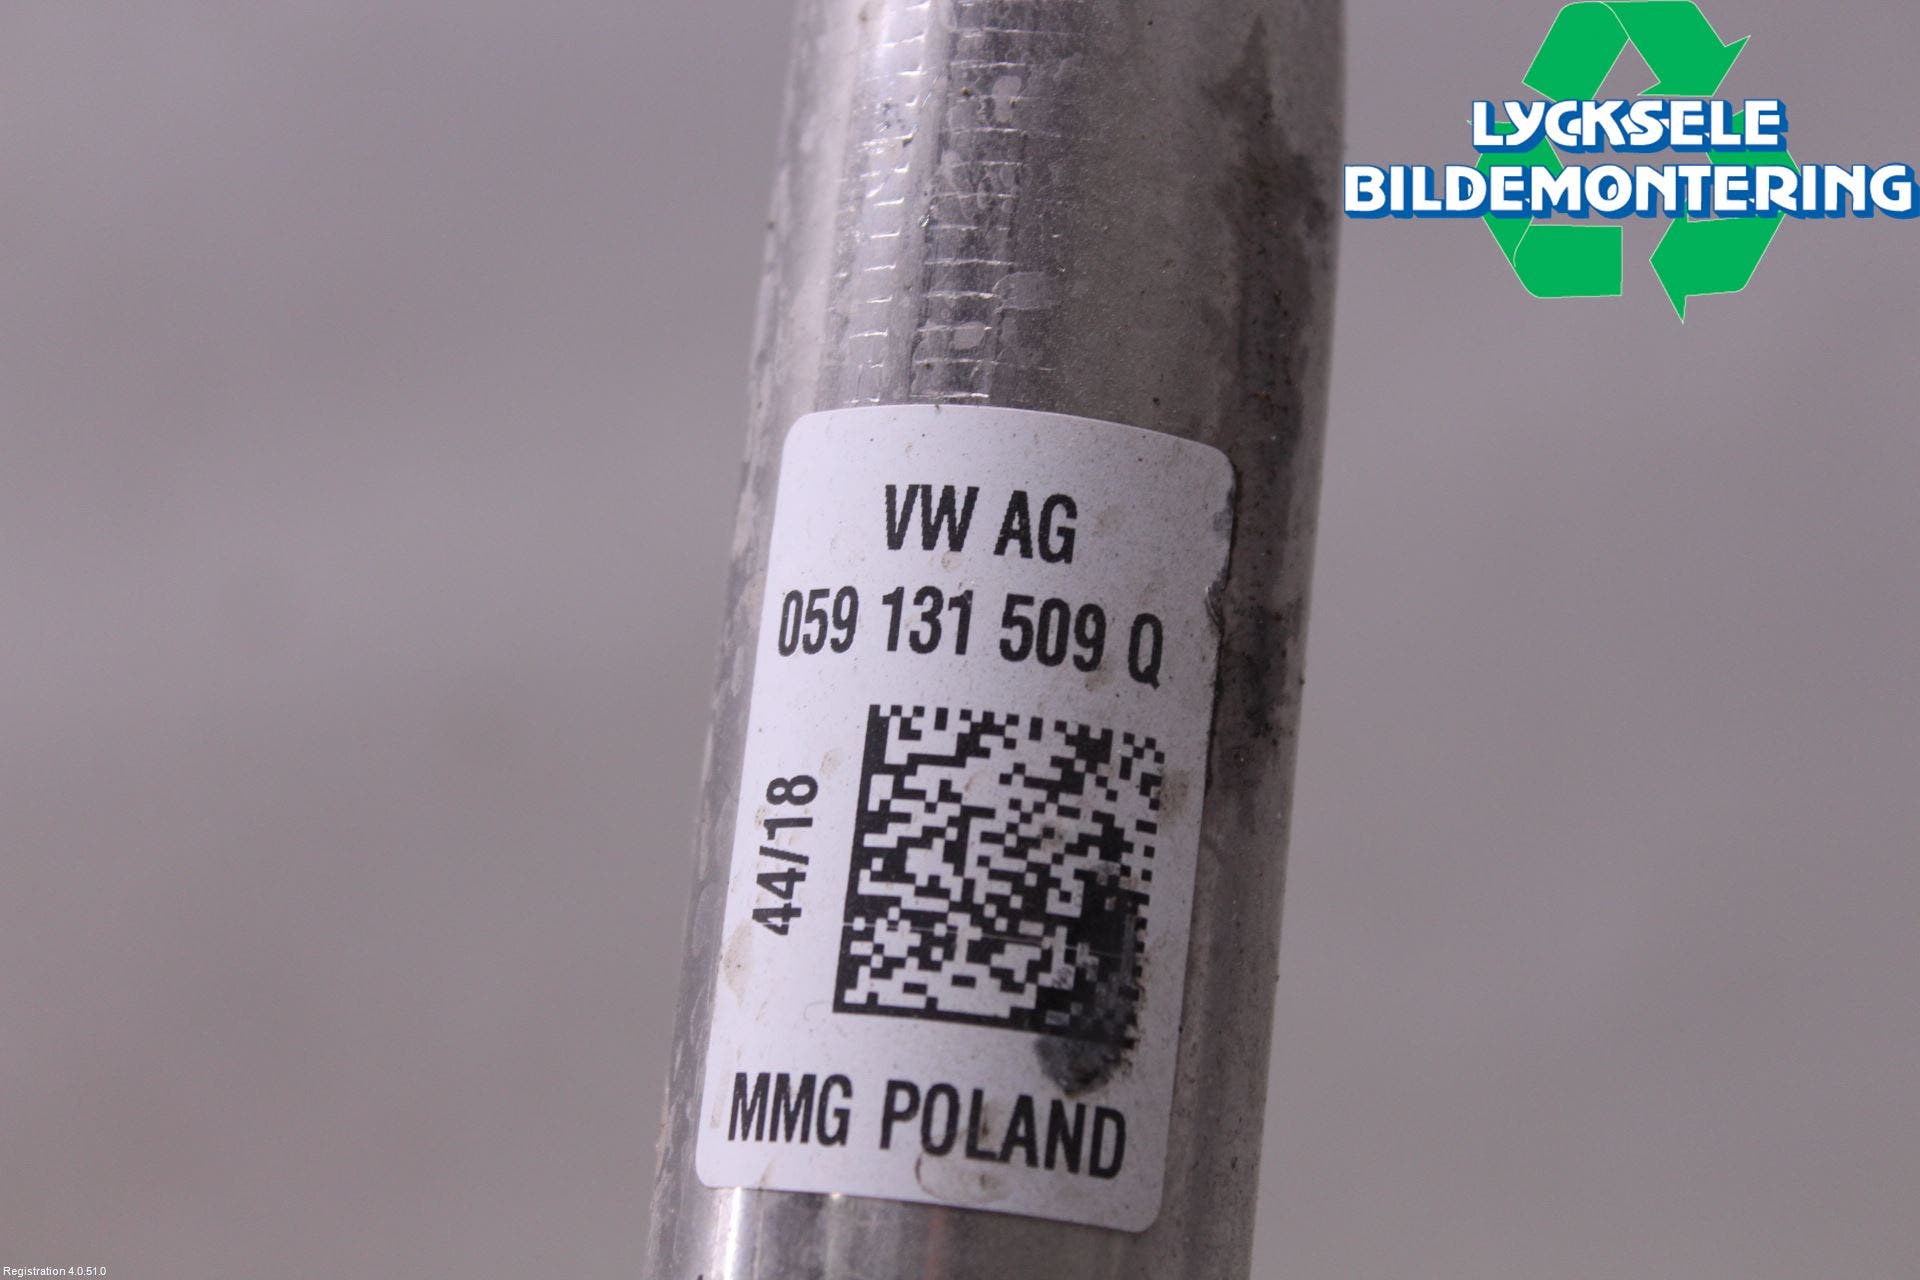 LYCKSELE
BILDEMONTERING
VW AG
059 131 509 Q
44/18
MMG POLAND
Registration 4.0.51.0